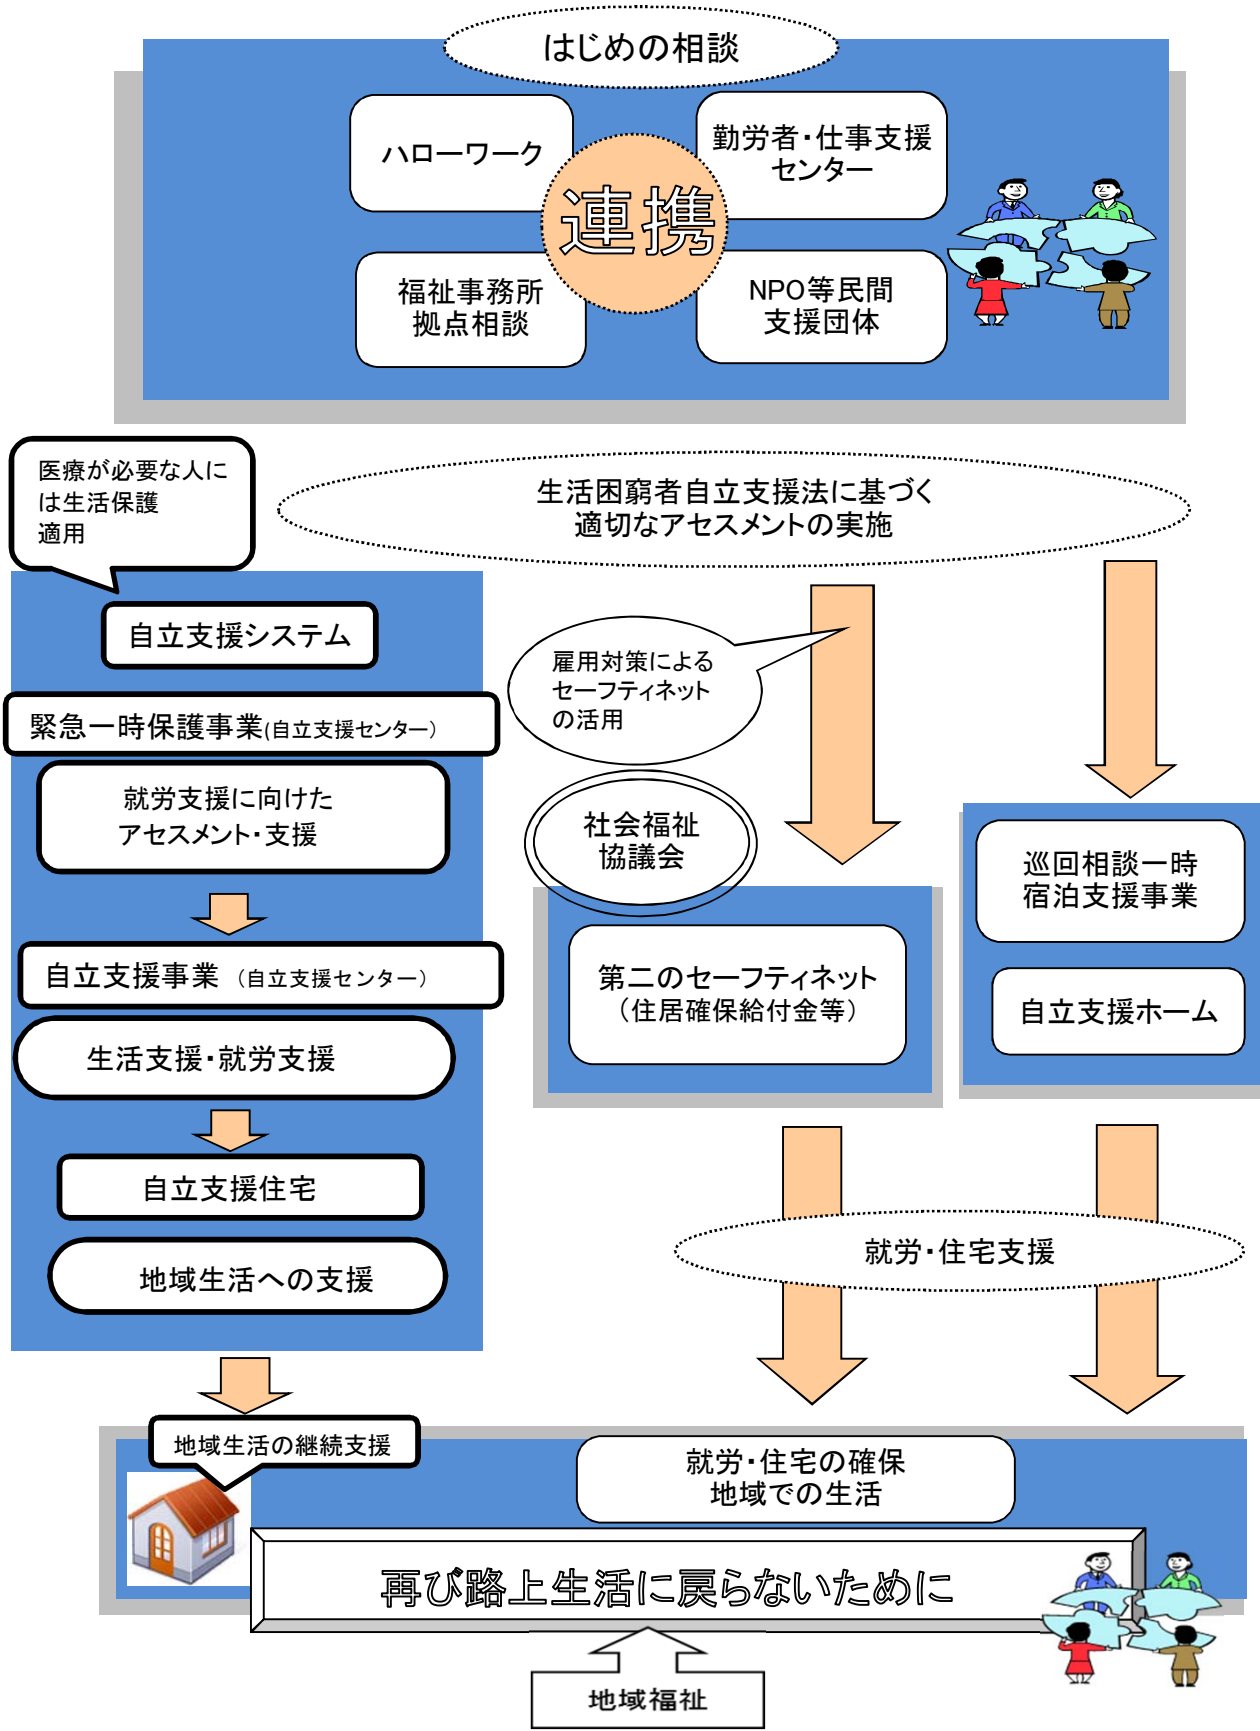 はじめの相談
ハローワーク
勤労者・仕事支援
センター
連携
福祉事務所
拠点相談
NPO等民間
支援団体
医療が必要な人に
は生活保護
適用
生活困窮者自立支援法に基づく
適切なアセスメントの実施
自立支援システム
緊急一時保護事業(自立支援センター)
就労支援に向けた
アセスメント・支援
自立支援事業 (自立支援センター)
生活支援・就労支援
自立支援住宅
地域生活への支援
雇用対策による
セーフティネット
の活用
社会福祉
協議会
第二のセーフティネット
(住居確保給付金等)
巡回相談一時
宿泊支援事業
自立支援ホーム
就労・住宅支援
地域生活の継続支援
就労・住宅の確保
地域での生活
再び路上生活に戻らないために
地域福祉